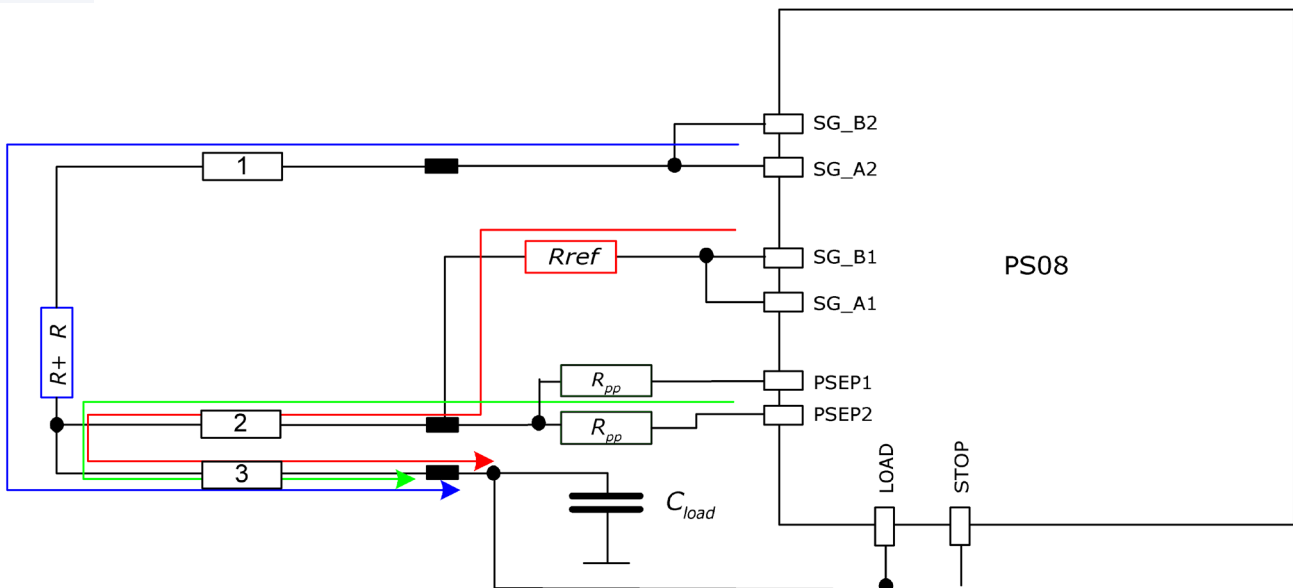 SG_B2
1
SG_A2
Rref
SG_B1
PS08
SG_A1
R+ R
Rpp
PSEP1
2
Rpp
PSEP2
3
LOAD
STOP
Cload